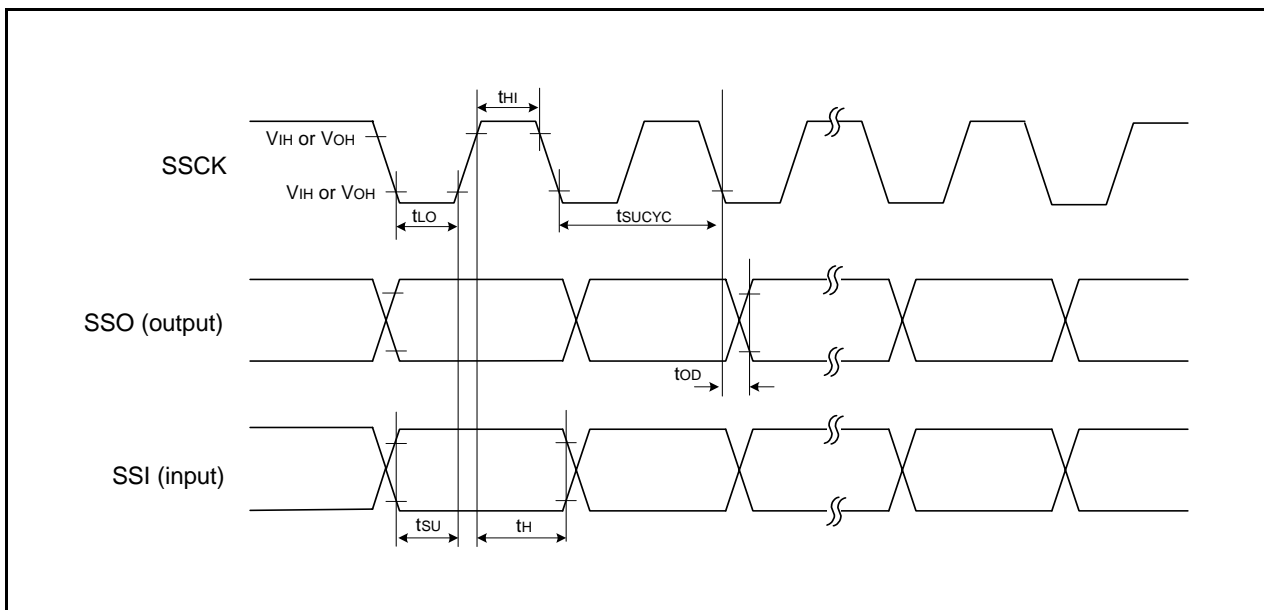 tHI
VIH or VOH
SSCK
VIH or VOH
tLO
tSUCYC
SSO (output)
tOD
SSI (input)
tSU
tH